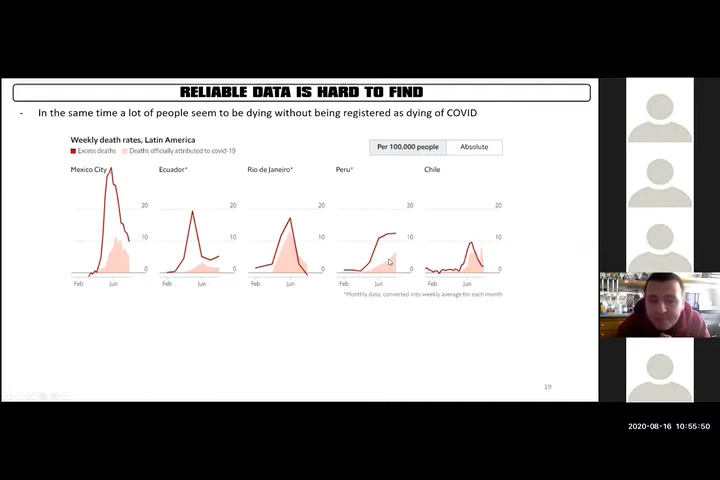 RELIABLE DATA IS HARD TO FIND
- In the same time a lot of people seem to be dying without being registered as dying of COVID
Weekly death rates, Latin America
Excess deaths Deaths officially attributed to covid-19
Per 100,000 people Absolute
Mexico City Ecuador* Rio de Janeiro* Peru* Chile
20 20 20 20 20
10 10 10 10 10
0 0 0 0 0
Feb Jun Feb Jun Feb Jun Feb Jun Feb Jun
*Monthly data, converted into weekly average for each month
19
2020-08-16 10:55:50